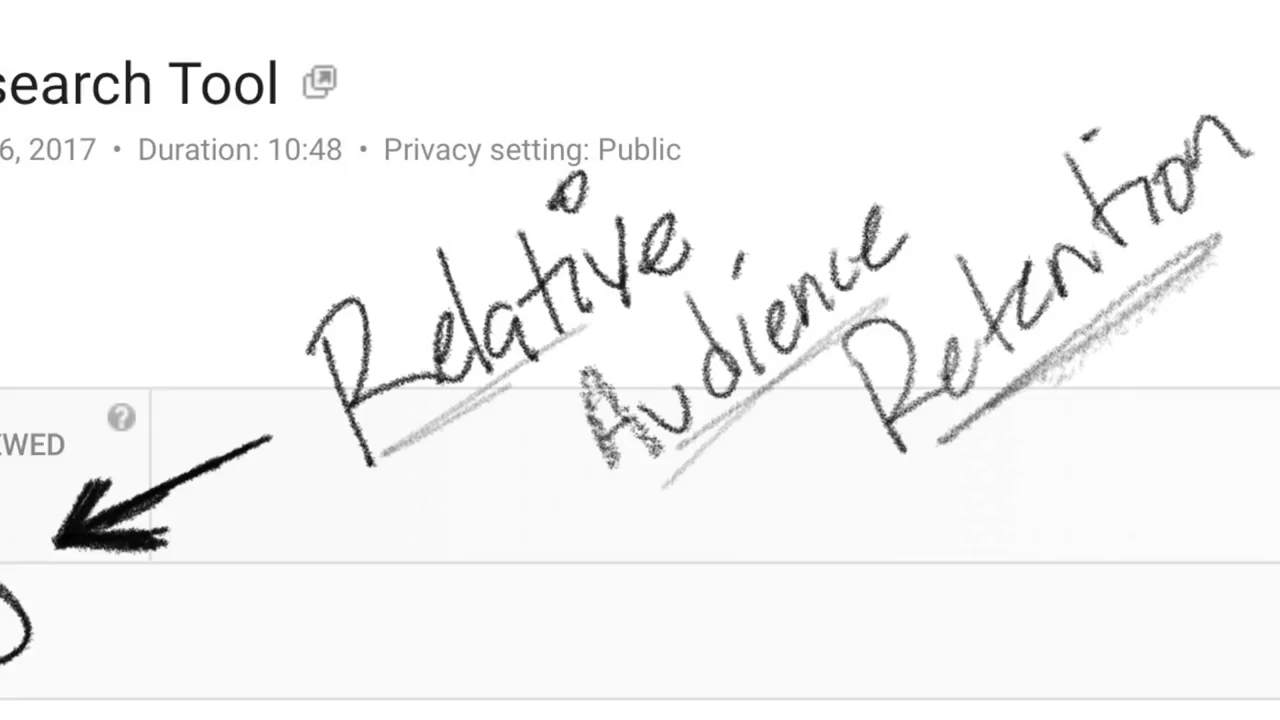 search Tool
6, 2017 • Duration: 10:48 • Privacy setting: Public
Relative
Audience
Retention
EWED